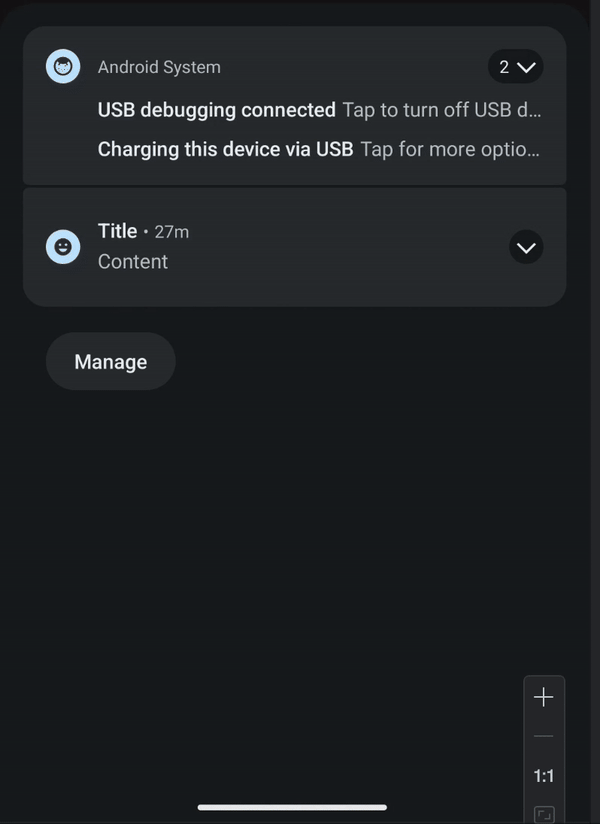 Android System
2
USB debugging connected Tap to turn off USB d...
Charging this device via USB Tap for more optio...
Title • 27m
Content
Manage
1:1